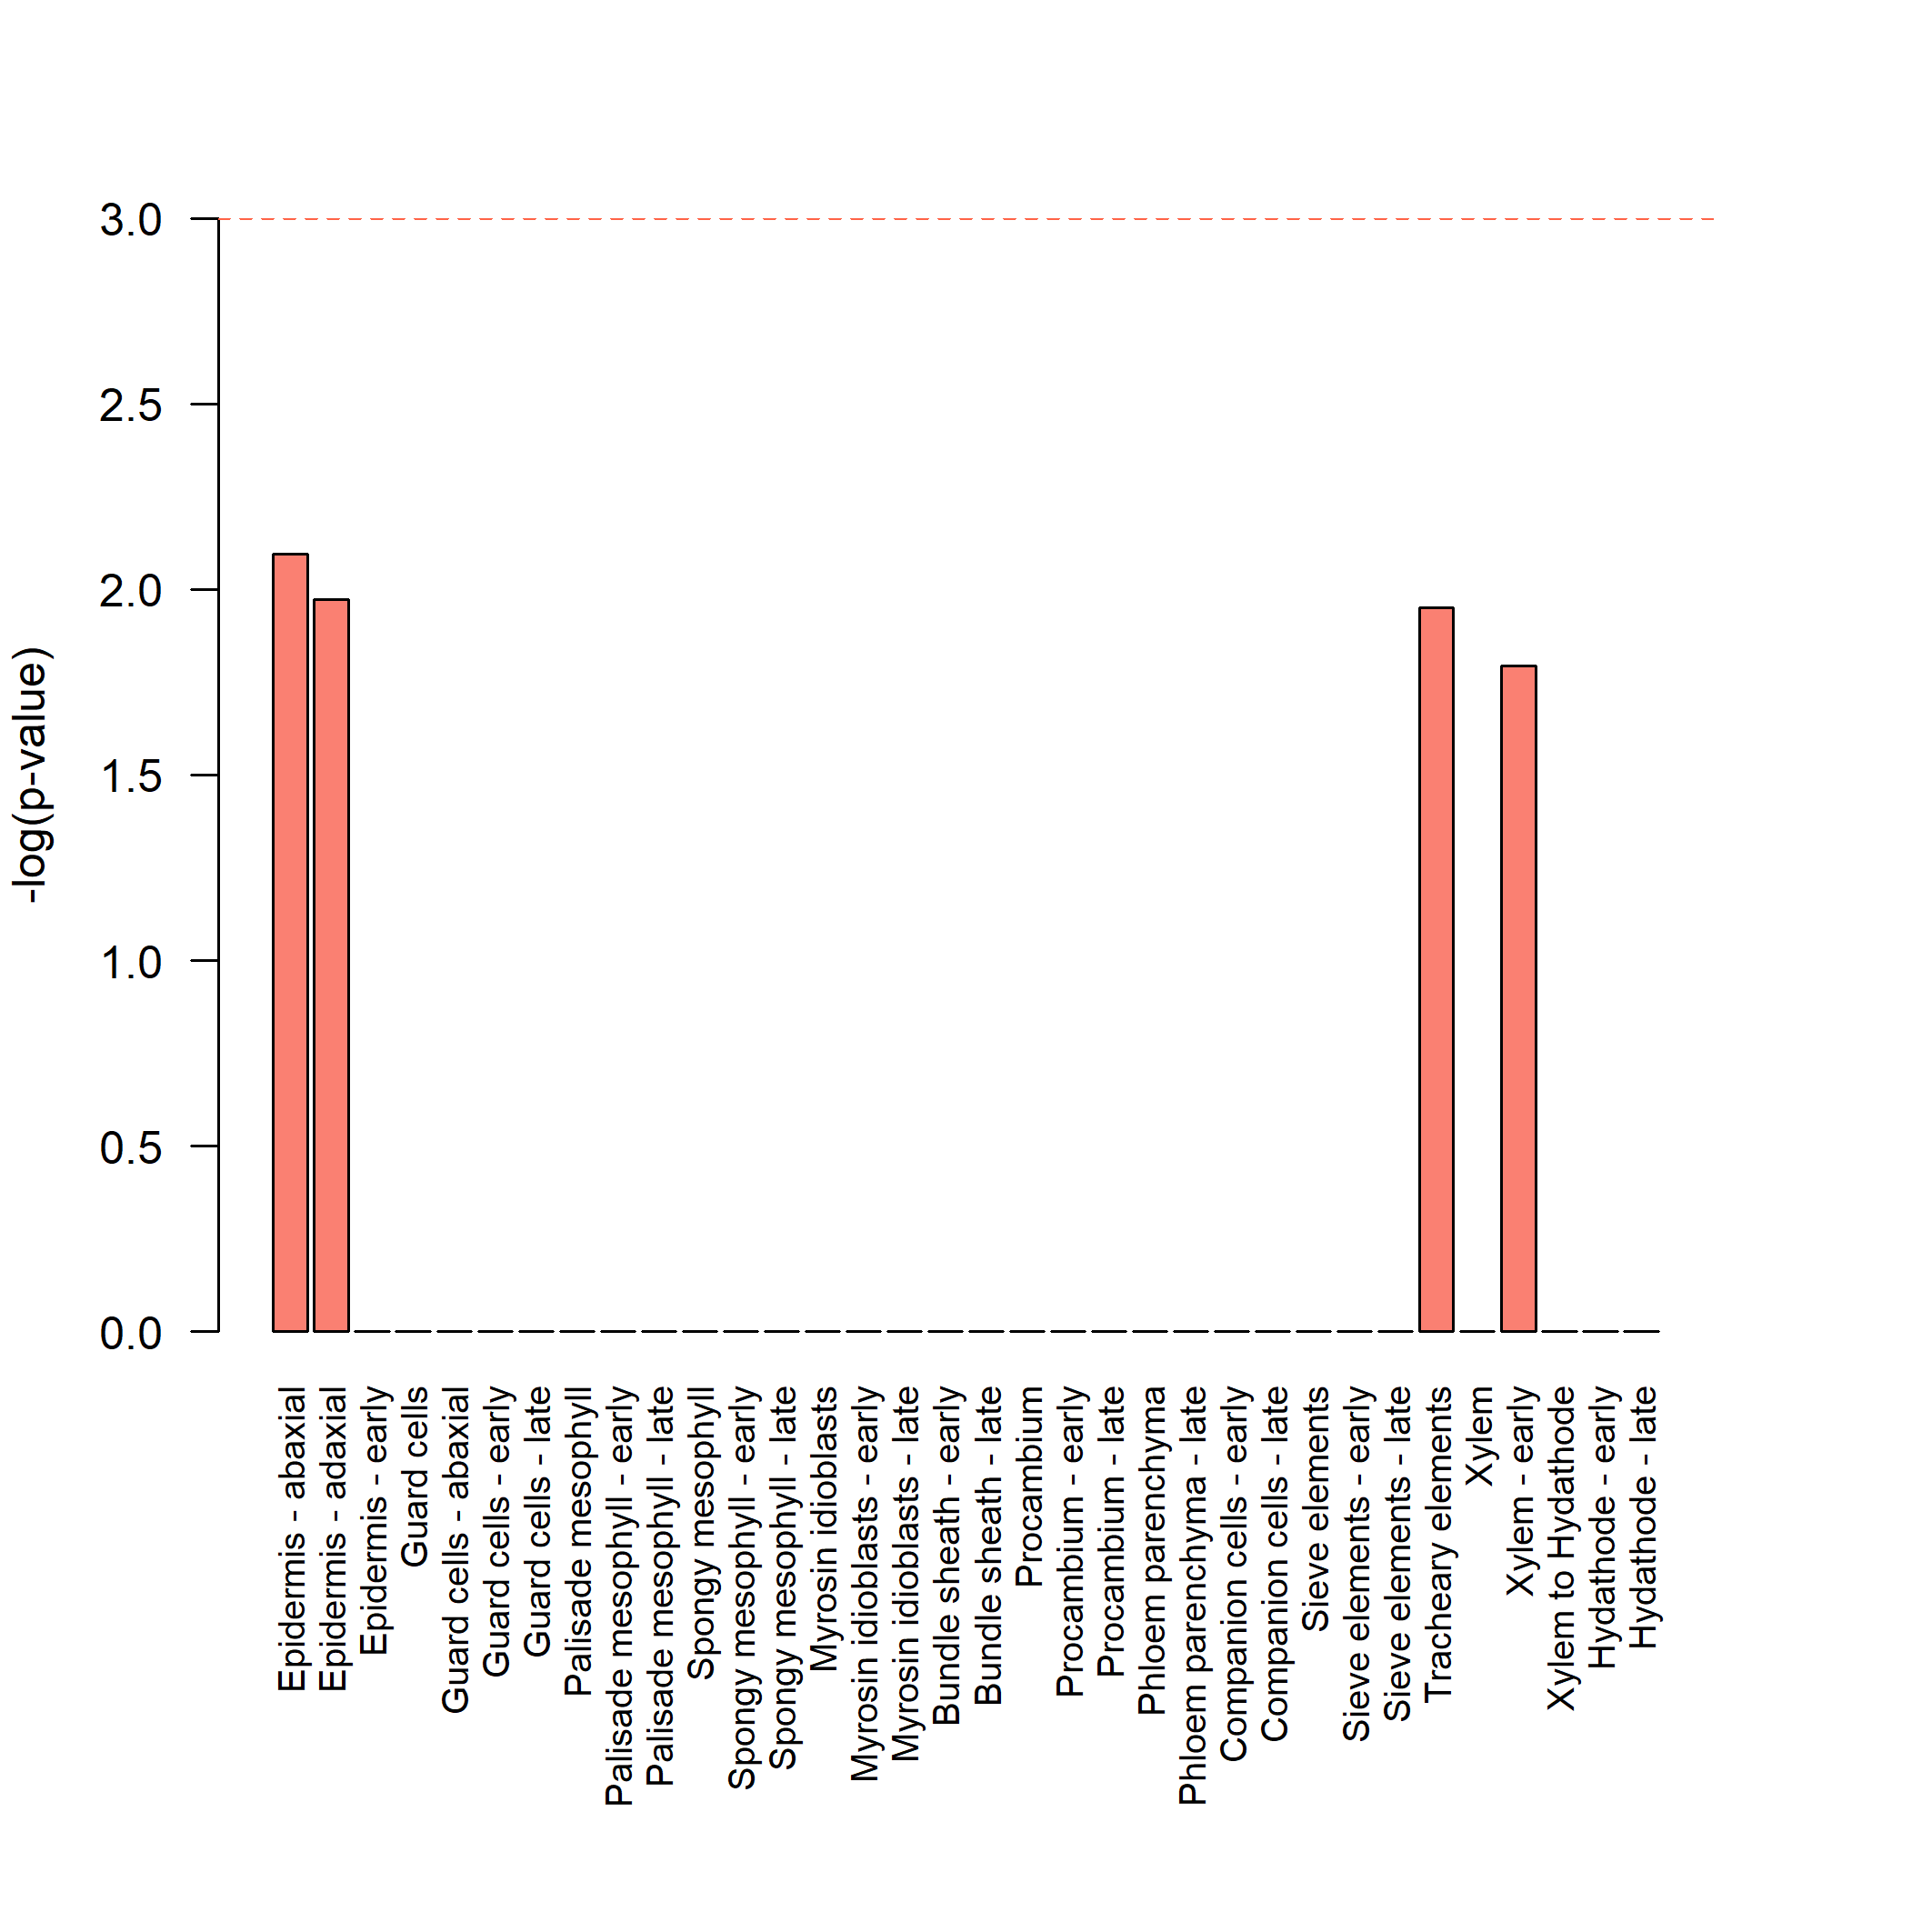 3.0
2.5
2.0
1.5
1.0
0.5
0.0
-log(p-value)
Epidermis - abaxial
Epidermis - adaxial
Epidermis - early
Guard cells
Guard cells - abaxial
Guard cells - early
Guard cells - late
Palisade mesophyll
Palisade mesophyll - early
Palisade mesophyll - late
Spongy mesophyll
Spongy mesophyll - early
Spongy mesophyll - late
Myrosin idioblasts
Myrosin idioblasts - early
Myrosin idioblasts - late
Bundle sheath - early
Bundle sheath - late
Procambium
Procambium - early
Procambium - late
Phloem parenchyma
Phloem parenchyma - late
Companion cells - early
Companion cells - late
Sieve elements
Sieve elements - early
Sieve elements - late
Tracheary elements
Xylem
Xylem - early
Xylem to Hydathode
Hydathode - early
Hydathode - late